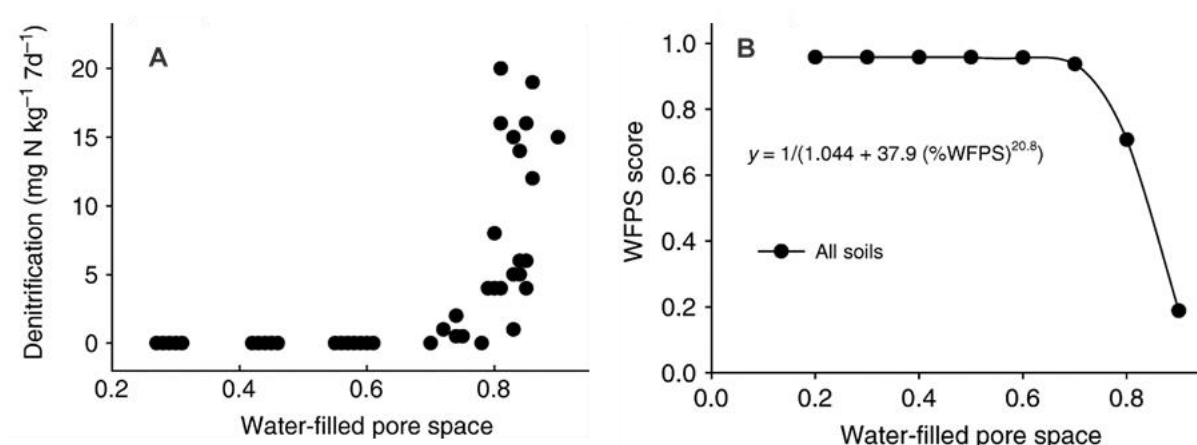 A
Denitrification (mg N kg⁻¹ 7d⁻¹)
20
15
10
5
0
0.2
0.4
0.6
0.8
Water-filled pore space
B
WFPS score
1.0
0.8
0.6
0.4
0.2
0.0
y = 1/(1.044 + 37.9 (%WFPS)²⁰·⁸)
All soils
0.0
0.2
0.4
0.6
0.8
Water-filled pore space